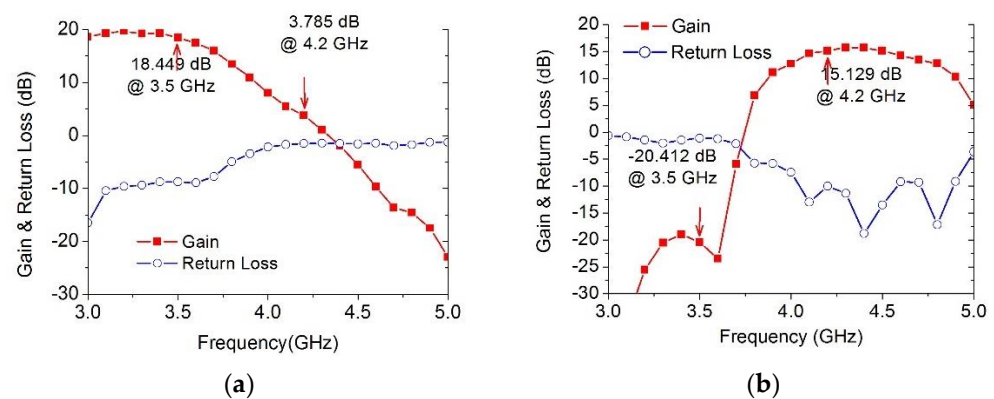 Gain & Return Loss (dB)
20
10
0
-10
-20
-30
3.785 dB
@ 4.2 GHz
18.449 dB
@ 3.5 GHz
Gain
Return Loss
3.0
3.5
4.0
4.5
5.0
Frequency(GHz)
(a)
Gain & Return Loss (dB)
20
15
10
5
0
-5
-10
-15
-20
-25
-30
Gain
Return Loss
15.129 dB
@ 4.2 GHz
-20.412 dB
@ 3.5 GHz
3.0
3.5
4.0
4.5
5.0
Frequency (GHz)
(b)